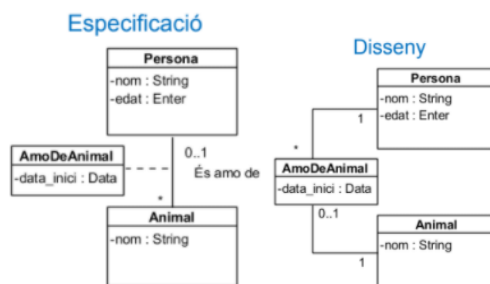 Especificació
Persona
-nom : String
-edat : Enter
0..1
És amo de
AmoDeAnimal
-data_inici : Data
*
Animal
-nom : String
Disseny
Persona
-nom : String
-edat : Enter
1
*
AmoDeAnimal
-data_inici : Data
0..1
Animal
-nom : String
1